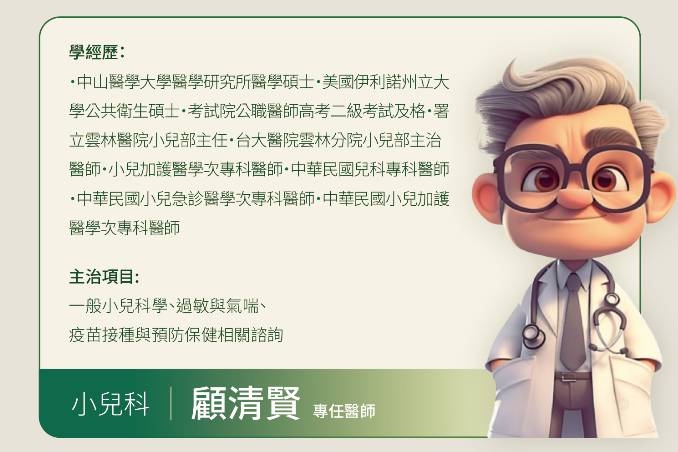 學經歷：
•中山醫學大學醫學研究所醫學碩士•美國伊利諾州立大
學公共衛生碩士•考試院公職醫師高考二級考試及格•署
立雲林醫院小兒部主任•台大醫院雲林分院小兒部主治
醫師•小兒加護醫學次專科醫師•中華民國兒科專科醫師
•中華民國小兒急診醫學次專科醫師•中華民國小兒加護
醫學次專科醫師
主治項目:
一般小兒科學、過敏與氣喘、
疫苗接種與預防保健相關諮詢
小兒科｜顧清賢 專任醫師